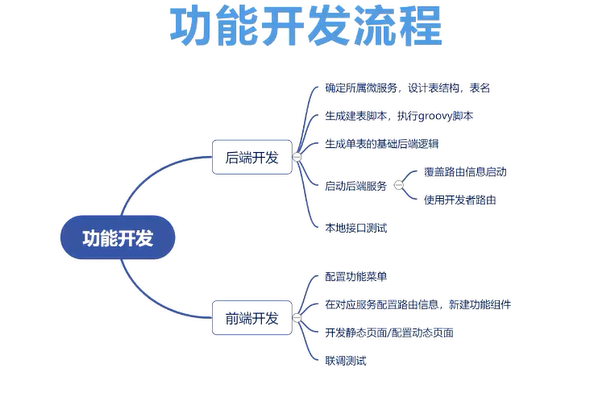 功能开发流程
功能开发
后端开发
确定所属微服务，设计表结构，表名
生成建表脚本，执行groovy脚本
生成单表的基础后端逻辑
启动后端服务
覆盖路由信息启动
使用开发者路由
本地接口测试
前端开发
配置功能菜单
在对应服务配置路由信息，新建功能组件
开发静态页面/配置动态页面
联调测试